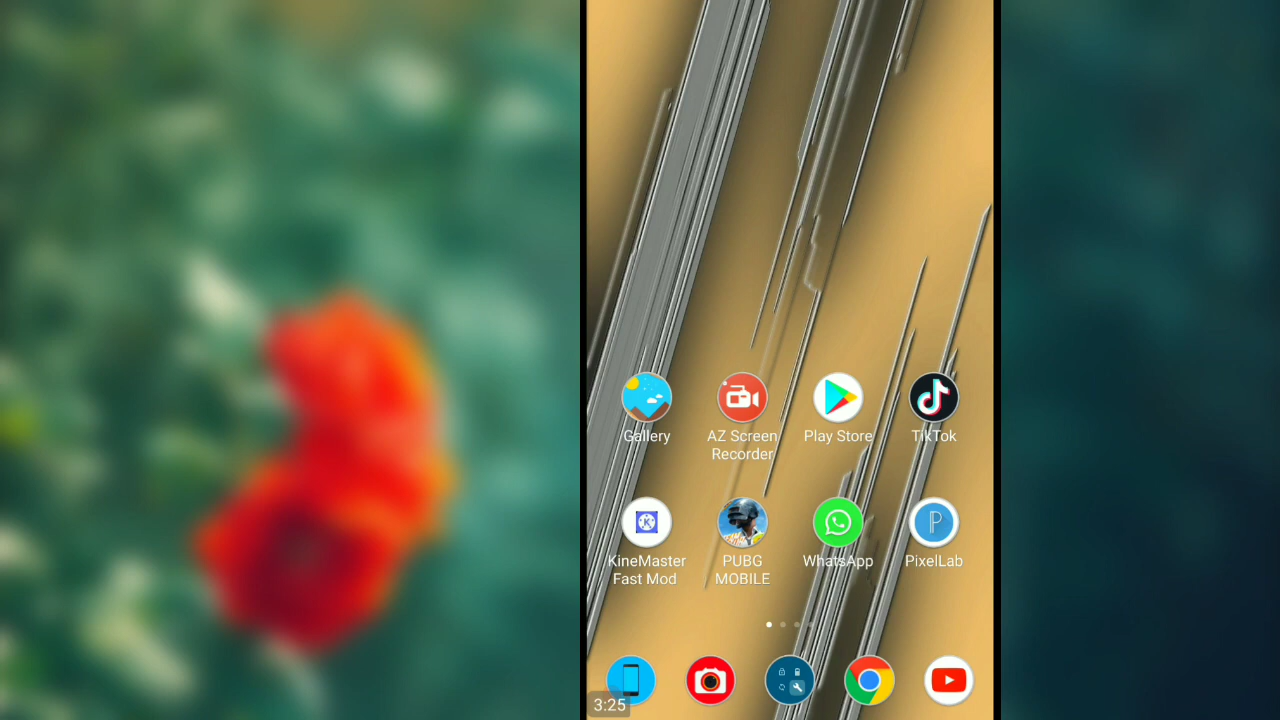 Gallery
AZ Screen
Recorder
Play Store
TikTok
KineMaster
Fast Mod
PUBG
MOBILE
WhatsApp
PixelLab
3:25